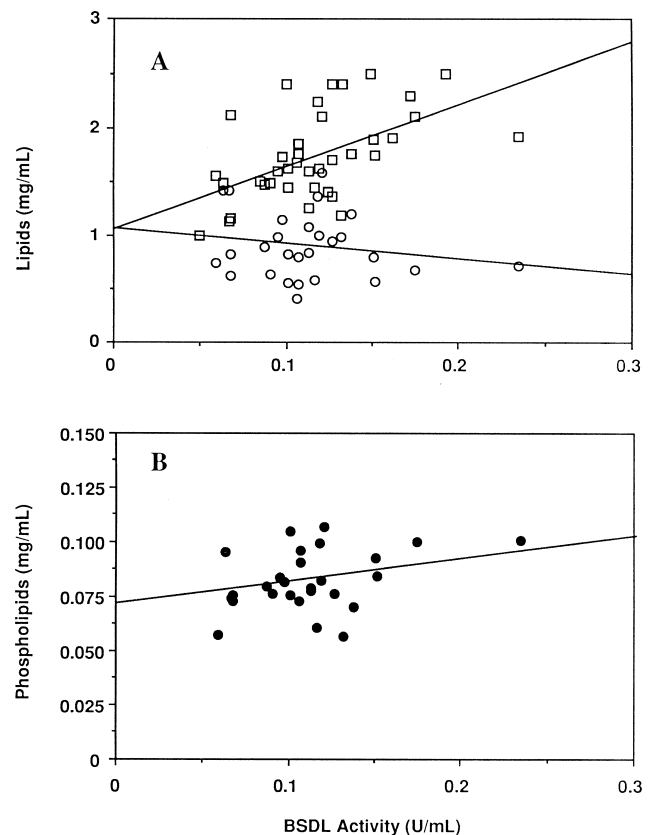 3
A
2
Lipids (mg/mL)
1
0
0 0.1 0.2 0.3
0.150
B
0.125
0.100
Phospholipids (mg/mL)
0.075
0.050
0.025
0
0 0.1 0.2 0.3
BSDL Activity (U/mL)